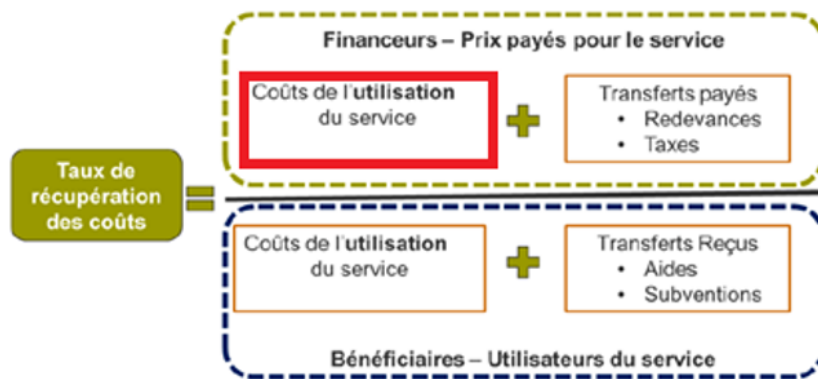 Financeurs – Prix payés pour le service
Coûts de l'utilisation
du service
Transferts payés
• Redevances
• Taxes
Taux de
récupération
des coûts
Coûts de l'utilisation
du service
Transferts Reçus
• Aides
• Subventions
Bénéficiaires – Utilisateurs du service